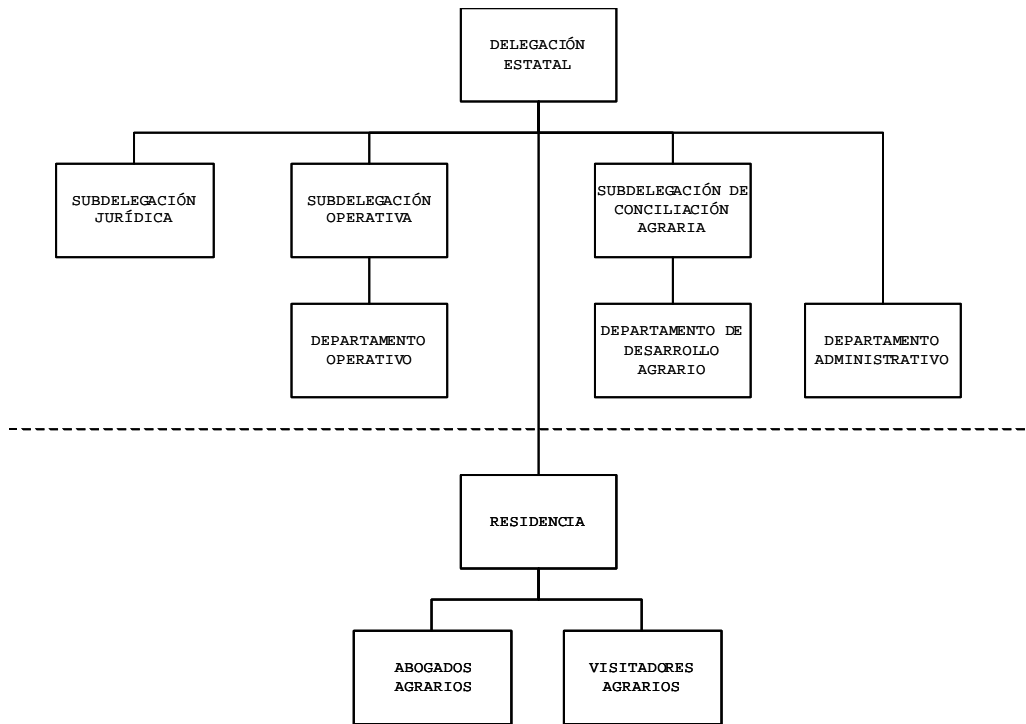 DELEGACIÓN
ESTATAL
SUBDELEGACIÓN
JURÍDICA
SUBDELEGACIÓN
OPERATIVA
SUBDELEGACIÓN DE
CONCILIACIÓN
AGRARIA
DEPARTAMENTO
OPERATIVO
DEPARTAMENTO DE
DESARROLLO
AGRARIO
DEPARTAMENTO
ADMINISTRATIVO
RESIDENCIA
ABOGADOS
AGRARIOS
VISITADORES
AGRARIOS